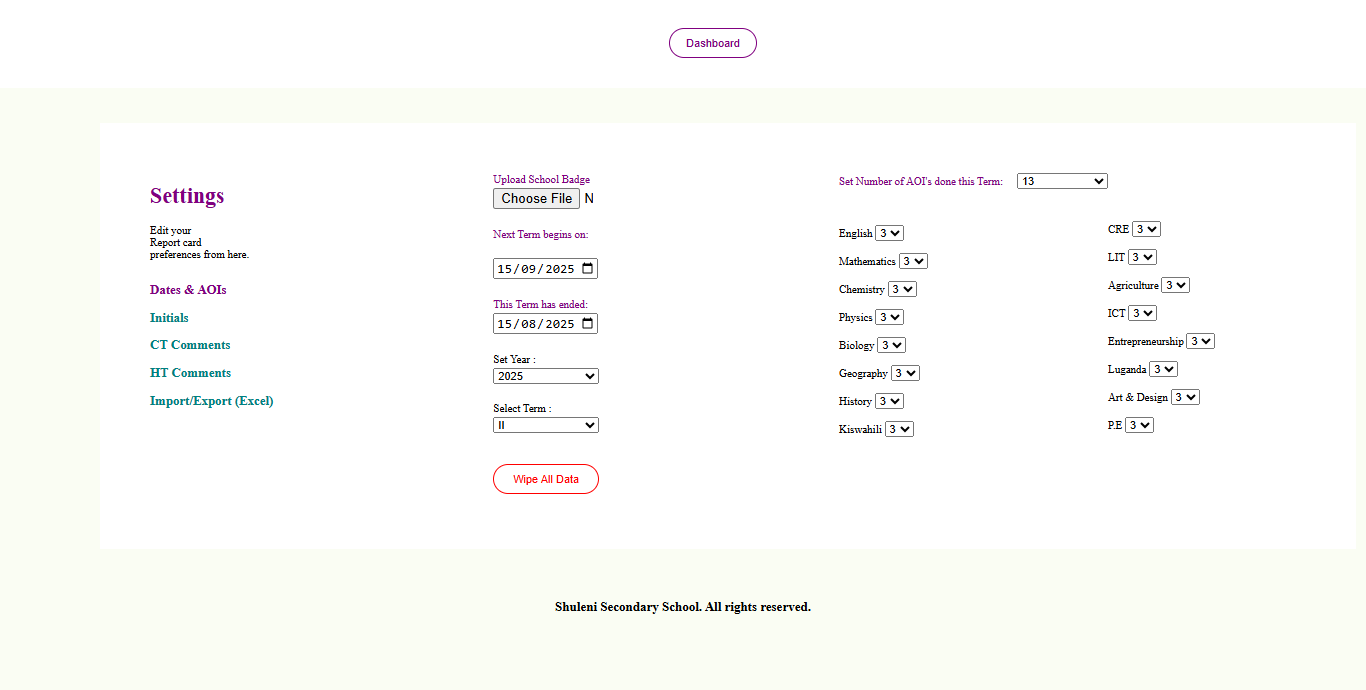 Dashboard
Settings
Edit your
Report card
preferences from here.
Dates & AOIs
Initials
CT Comments
HT Comments
Import/Export (Excel)
Upload School Badge
Choose File N
Next Term begins on:
15/09/2025
This Term has ended:
15/08/2025
Set Year :
2025
Select Term :
II
Wipe All Data
Set Number of AOI's done this Term: 13
English 3
Mathematics 3
Chemistry 3
Physics 3
Biology 3
Geography 3
History 3
Kiswahili 3
CRE 3
LIT 3
Agriculture 3
ICT 3
Entrepreneurship 3
Luganda 3
Art & Design 3
P.E 3
Shuleni Secondary School. All rights reserved.